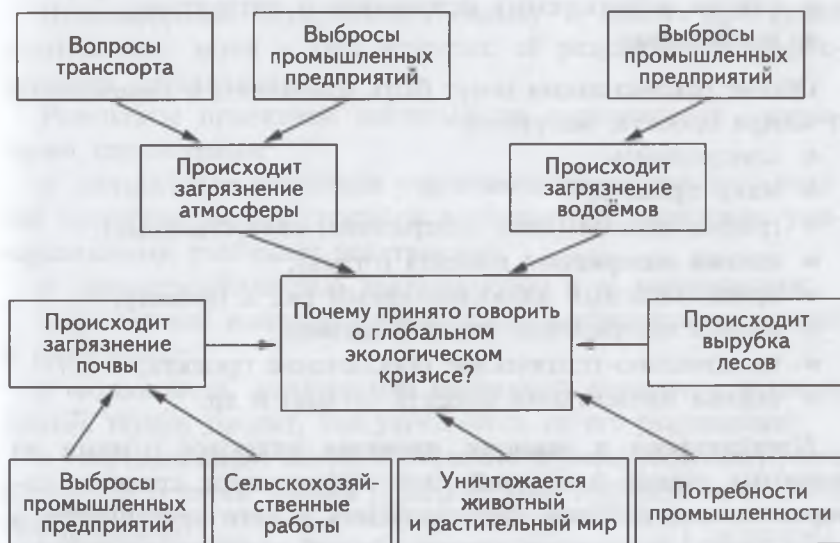 Вопросы
транспорта
Выбросы
промышленных
предприятий
Выбросы
промышленных
предприятий
Происходит
загрязнение
атмосферы
Происходит
загрязнение
водоёмов
Происходит
загрязнение
почвы
Почему принято говорить
о глобальном
экологическом
кризисе?
Происходит
вырубка
лесов
Выбросы
промышленных
предприятий
Сельскохозяй-
ственные
работы
Уничтожается
животный
и растительный мир
Потребности
промышленности